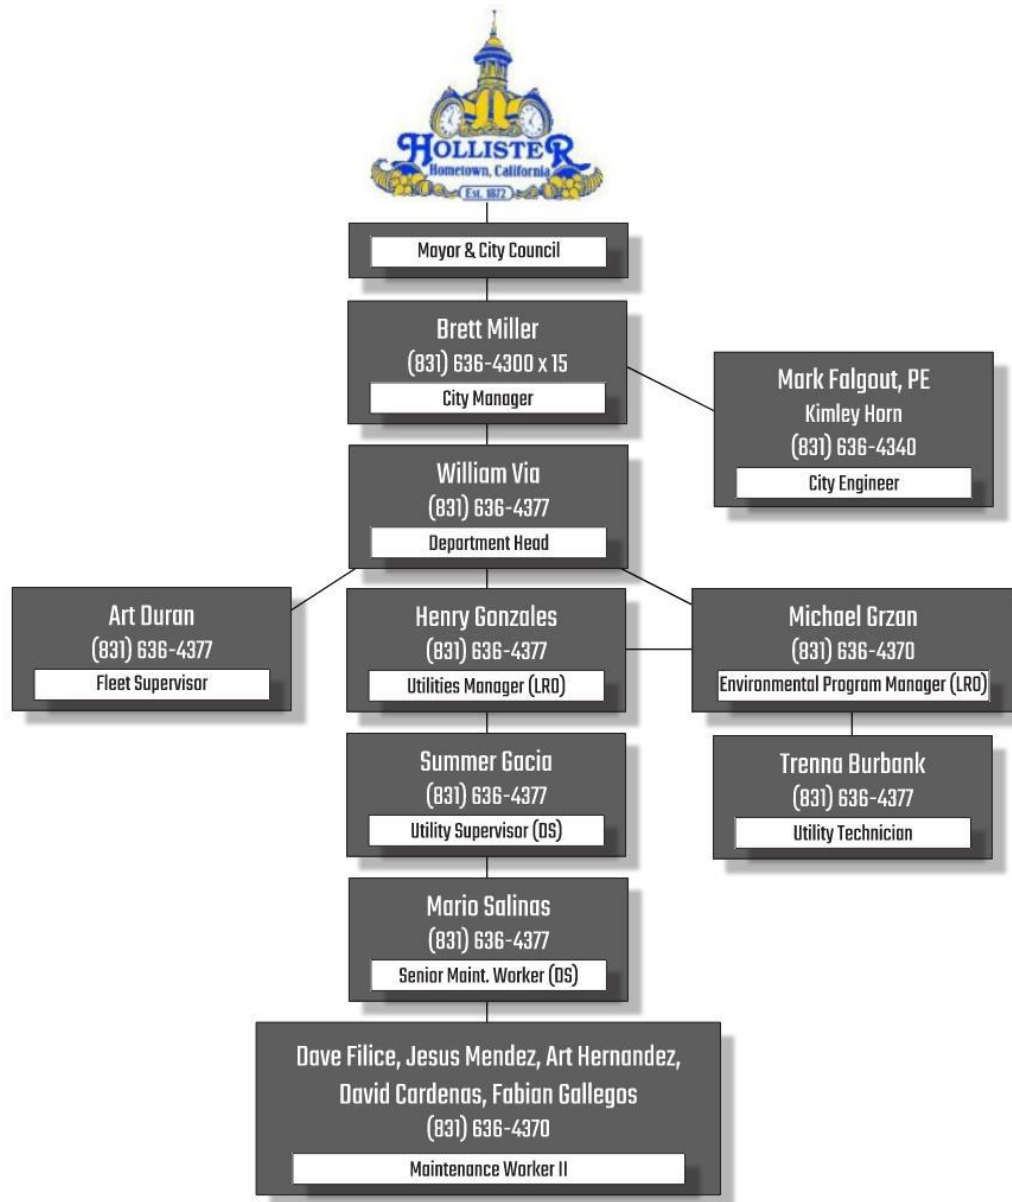 HOLLISTER
Hometown, California
Est. 1872
Mayor & City Council
Brett Miller
(831) 636-4300 x 15
City Manager
Mark Falgout, PE
Kimley Horn
(831) 636-4340
City Engineer
William Via
(831) 636-4377
Department Head
Art Duran
(831) 636-4377
Fleet Supervisor
Henry Gonzales
(831) 636-4377
Utilities Manager (LRO)
Michael Grzan
(831) 636-4370
Environmental Program Manager (LRO)
Summer Gacia
(831) 636-4377
Utility Supervisor (DS)
Trenna Burbank
(831) 636-4377
Utility Technician
Mario Salinas
(831) 636-4377
Senior Maint. Worker (DS)
Dave Filice, Jesus Mendez, Art Hernandez,
David Cardenas, Fabian Gallegos
(831) 636-4370
Maintenance Worker II